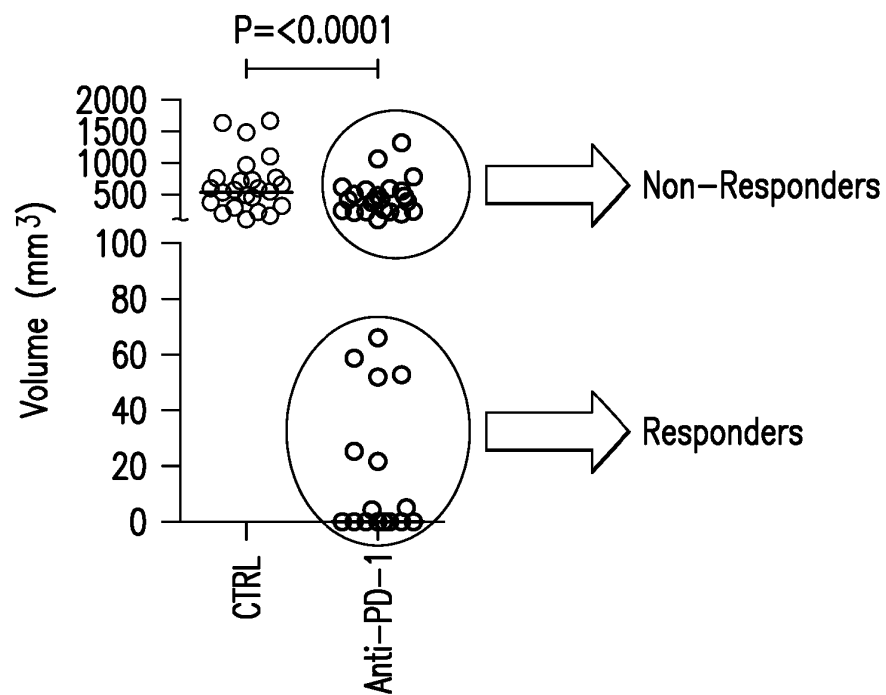 P=<0.0001
2000
1500
1000
500
100
80
60
40
20
0
Volume (mm³)
CTRL
Anti-PD-1
Non-Responders
Responders